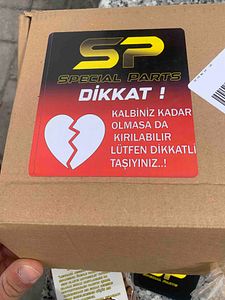 SP
SPECIAL PARTS
DİKKAT !
KALBİNİZ KADAR
OLMASA DA
KIRILABİLİR
LÜTFEN DİKKATLİ
TAŞIYINIZ..!